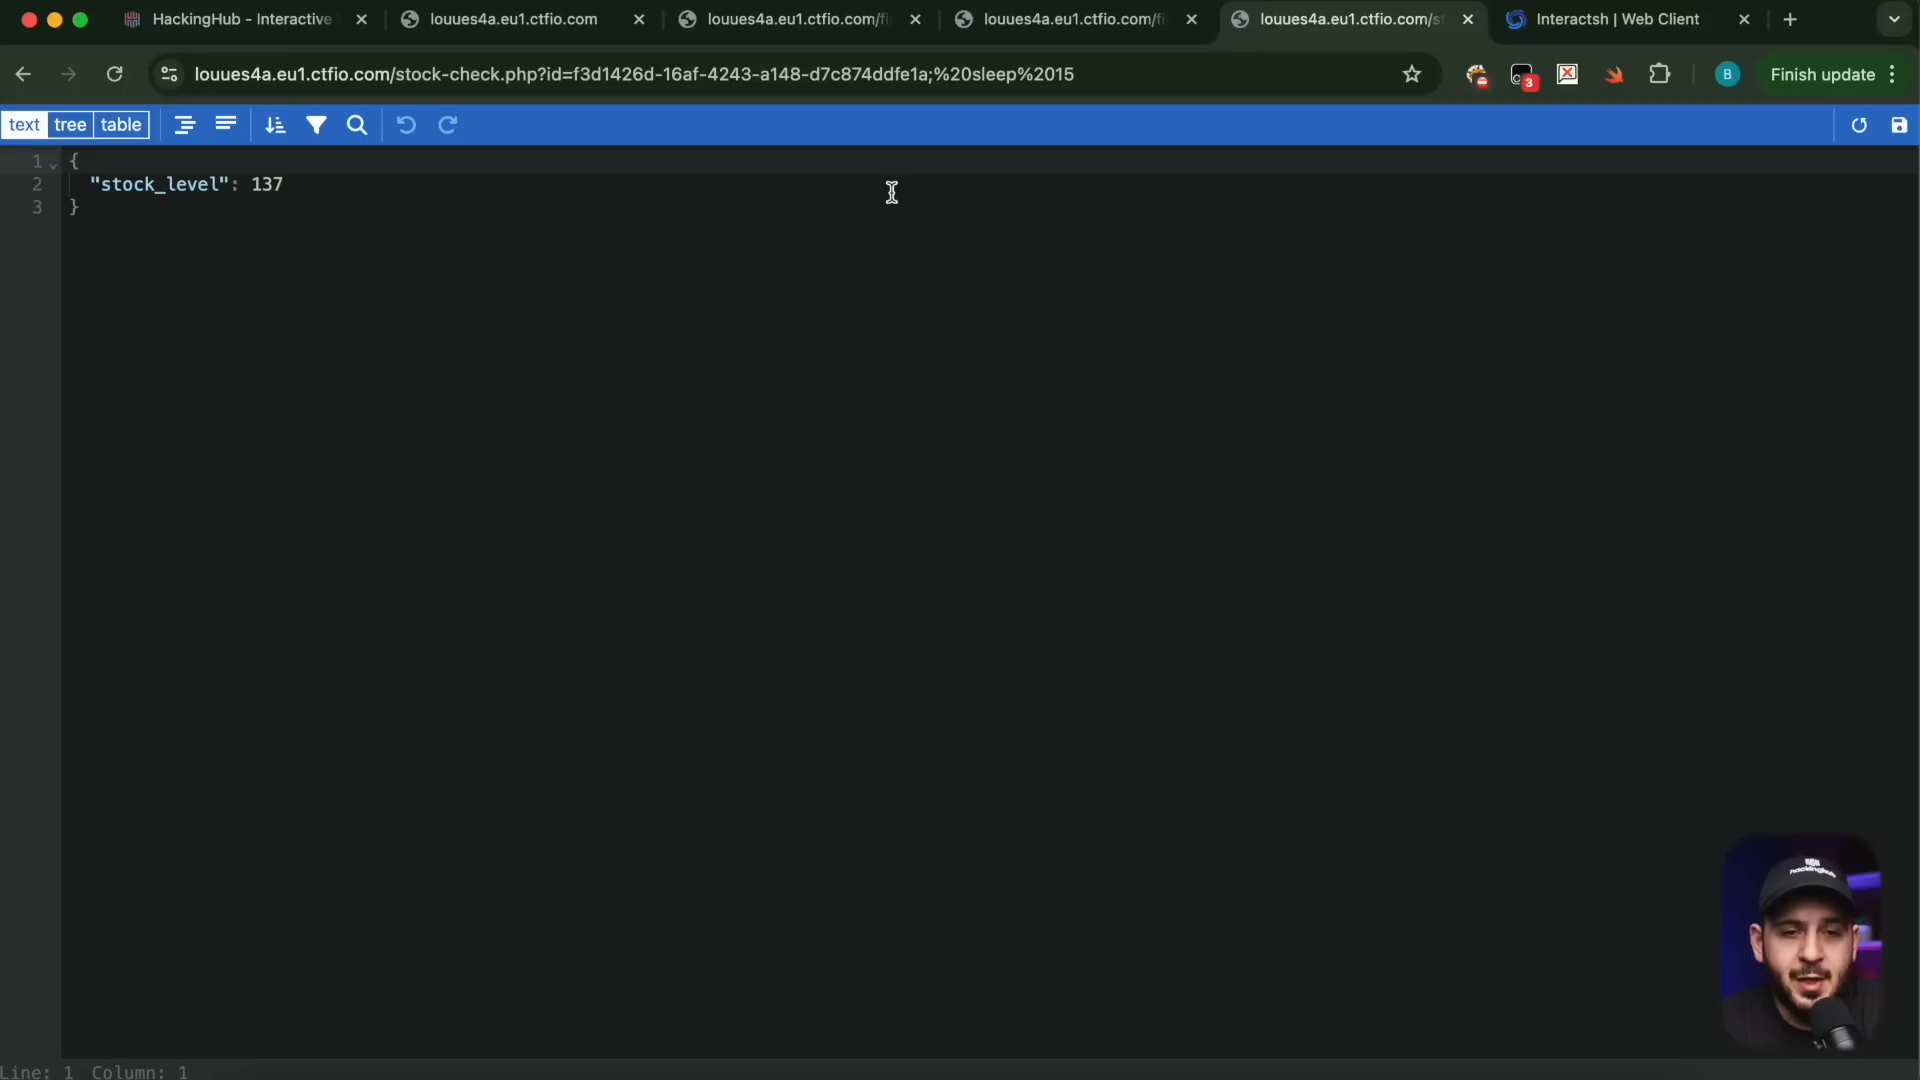 HackingHub - Interactive
louues4a.eu1.ctfio.com
louues4a.eu1.ctfio.com/fi
louues4a.eu1.ctfio.com/fi
louues4a.eu1.ctfio.com/s
Interactsh | Web Client
louues4a.eu1.ctfio.com/stock-check.php?id=f3d1426d-16af-4243-a148-d7c874ddfe1a;%20sleep%2015
3
B
Finish update
text tree table
1 {
2 "stock_level": 137
3 }
hackinghub
Line: 1 Column: 1